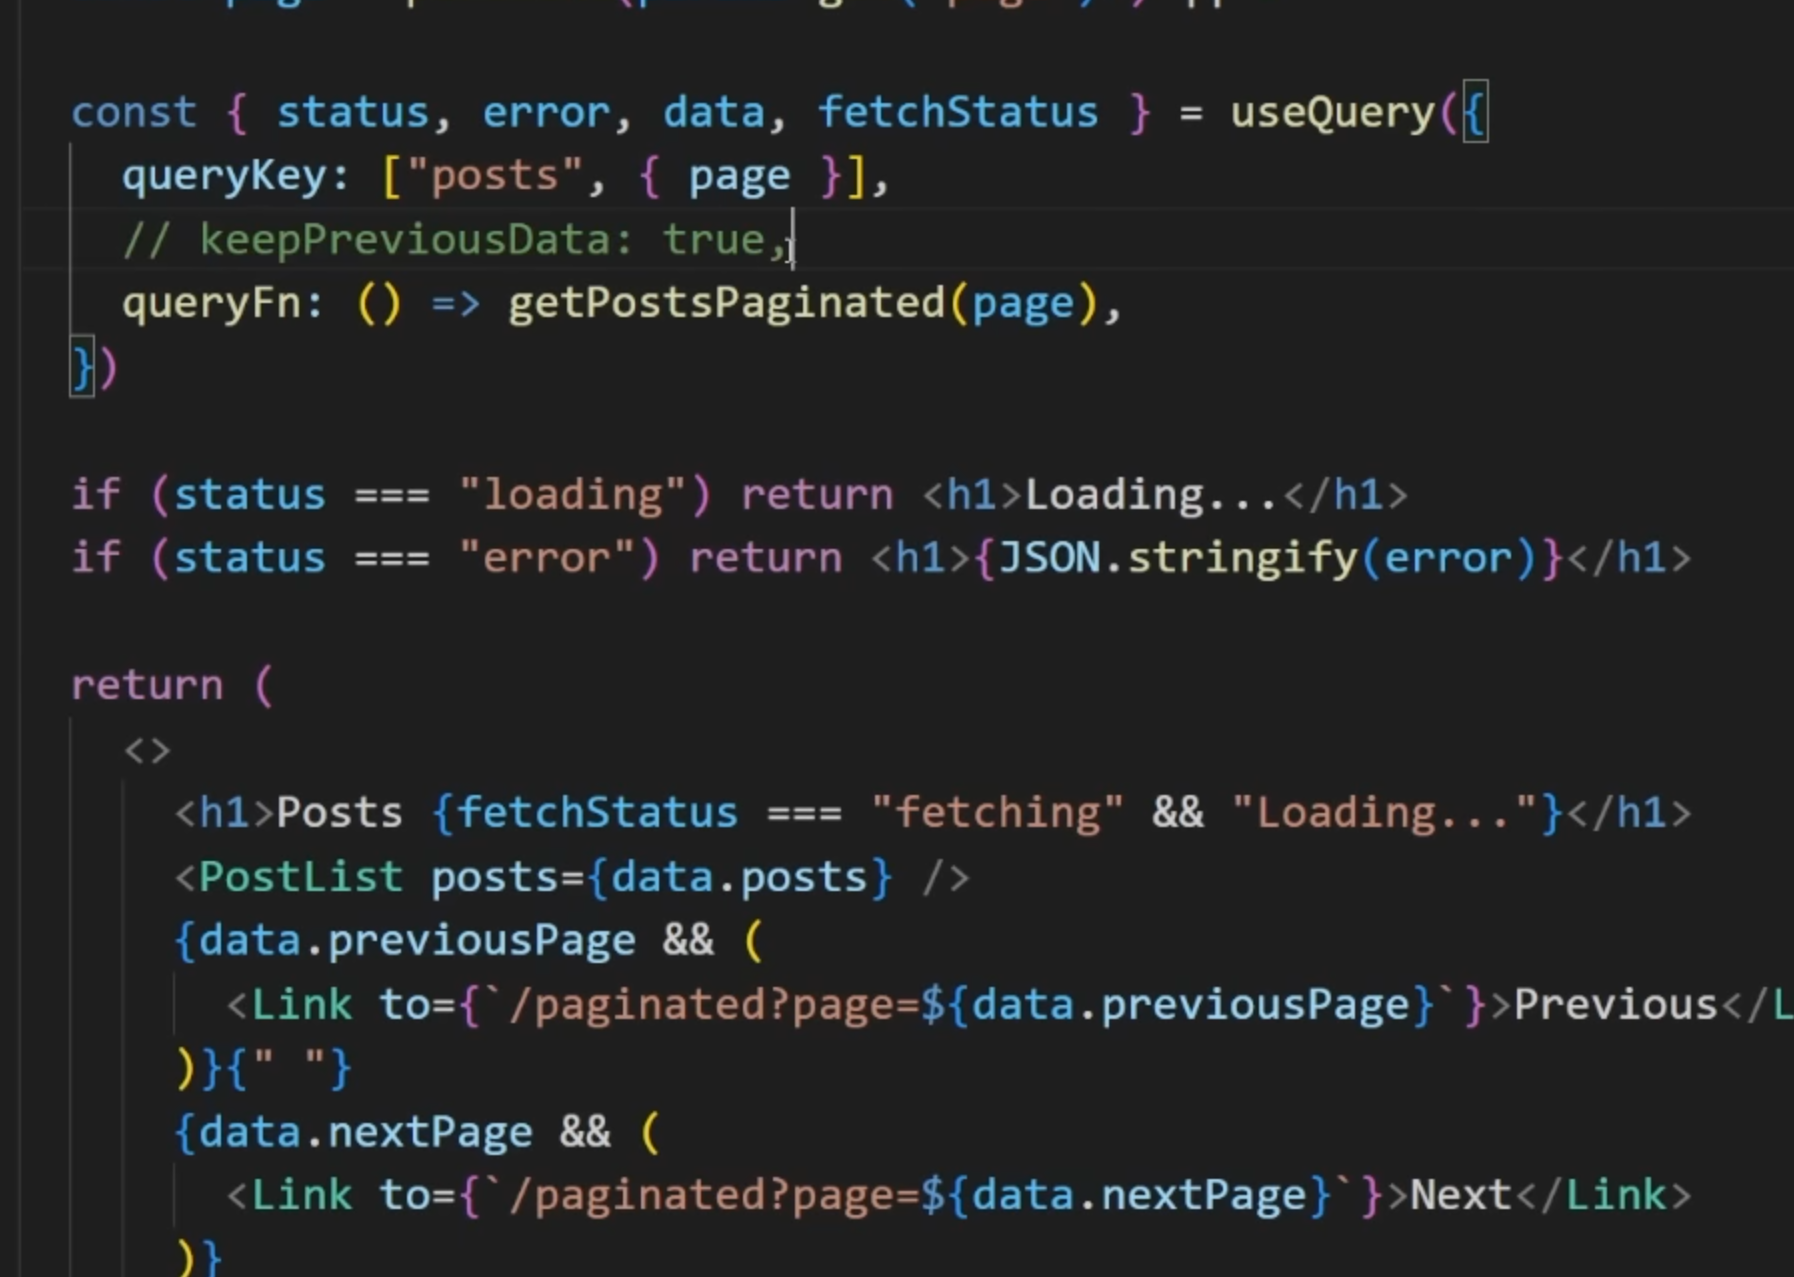 const { status, error, data, fetchStatus } = useQuery({
queryKey: ["posts", { page }],
// keepPreviousData: true,
queryFn: () => getPostsPaginated(page),
})
if (status === "loading") return <h1>Loading...</h1>
if (status === "error") return <h1>{JSON.stringify(error)}</h1>
return (
<>
<h1>Posts {fetchStatus === "fetching" && "Loading..."}</h1>
<PostList posts={data.posts} />
{data.previousPage && (
<Link to={`/paginated?page=${data.previousPage}`}>Previous</L
)}{" "}
{data.nextPage && (
<Link to={`/paginated?page=${data.nextPage}`}>Next</Link>
)}